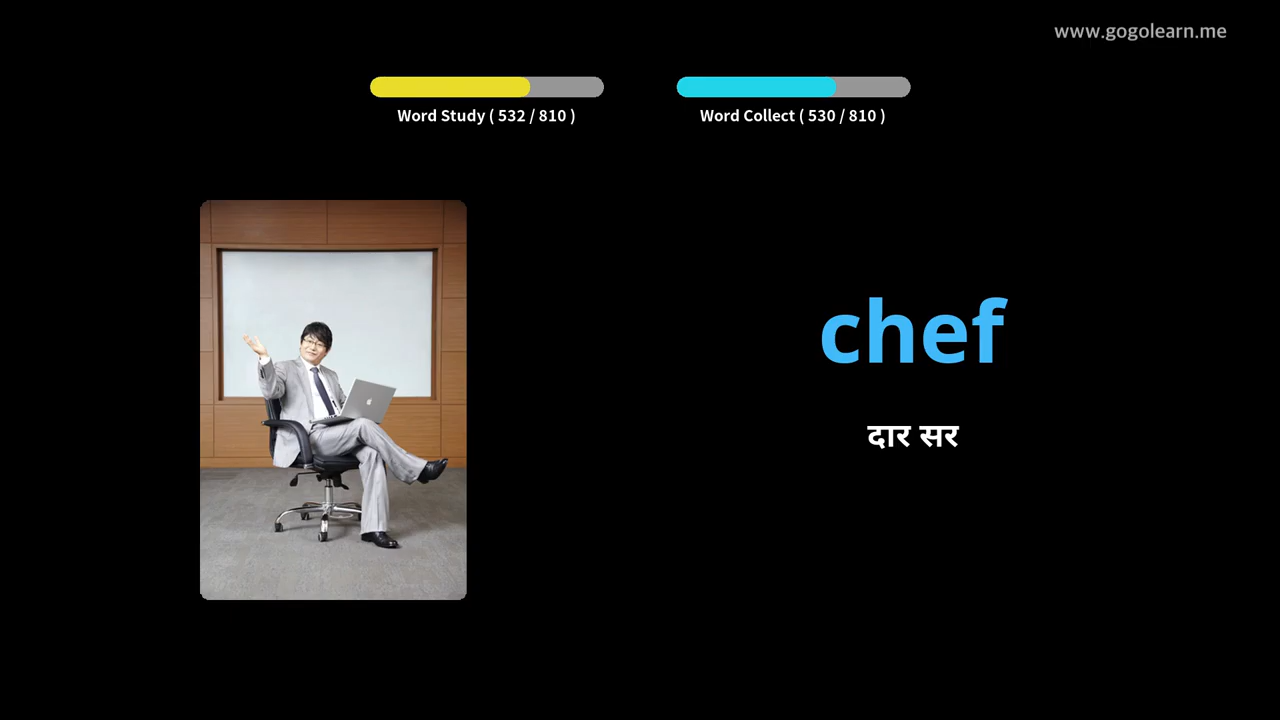 www.gogolearn.me
Word Study ( 532 / 810 )
Word Collect ( 530 / 810 )
chef
दार सर